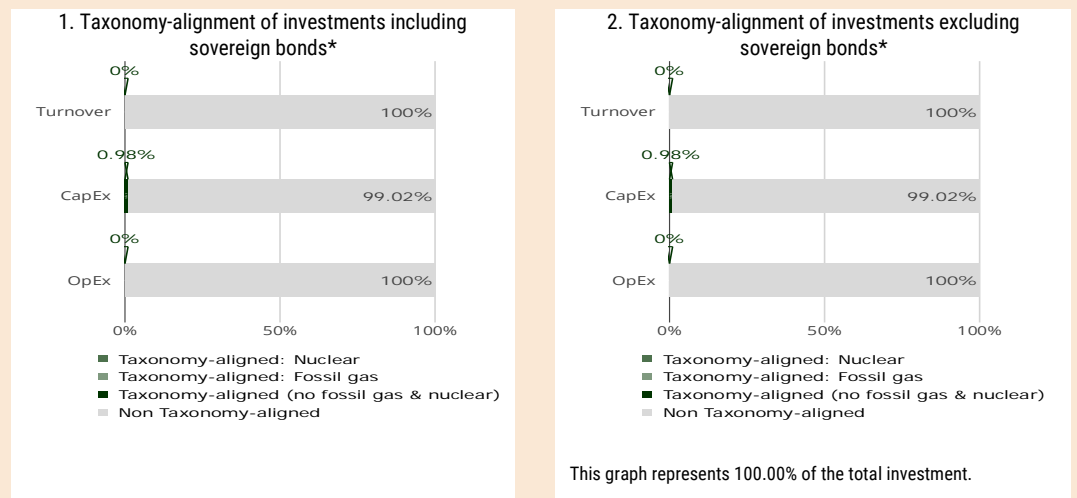 1. Taxonomy-alignment of investments including
sovereign bonds*
0%
Turnover
100%
0.98%
CapEx
99.02%
0%
OpEx
100%
0%
50%
100%
Taxonomy-aligned: Nuclear
Taxonomy-aligned: Fossil gas
Taxonomy-aligned (no fossil gas & nuclear)
Non Taxonomy-aligned
2. Taxonomy-alignment of investments excluding
sovereign bonds*
0%
Turnover
100%
0.98%
CapEx
99.02%
0%
OpEx
100%
0%
50%
100%
Taxonomy-aligned: Nuclear
Taxonomy-aligned: Fossil gas
Taxonomy-aligned (no fossil gas & nuclear)
Non Taxonomy-aligned
This graph represents 100.00% of the total investment.